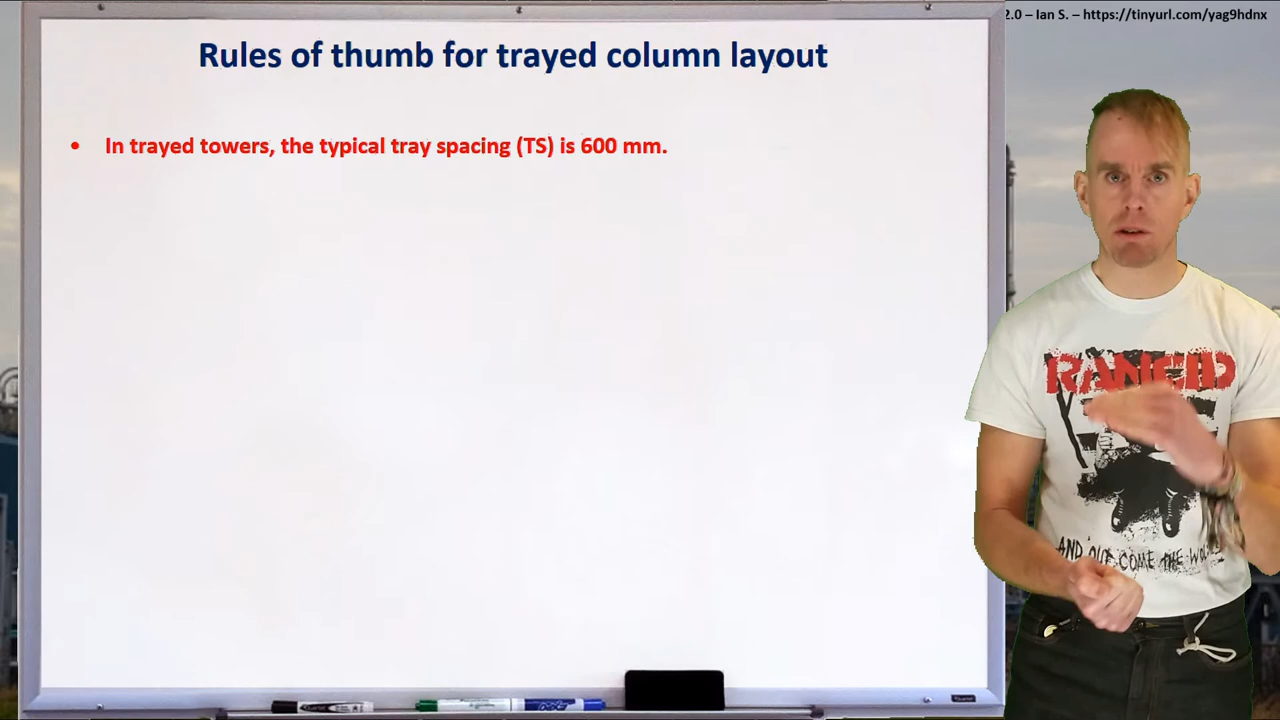 2.0 – Ian S. – https://tinyurl.com/yag9hdnx
Rules of thumb for trayed column layout
• In trayed towers, the typical tray spacing (TS) is 600 mm.
RANCID
AND OUT COME THE